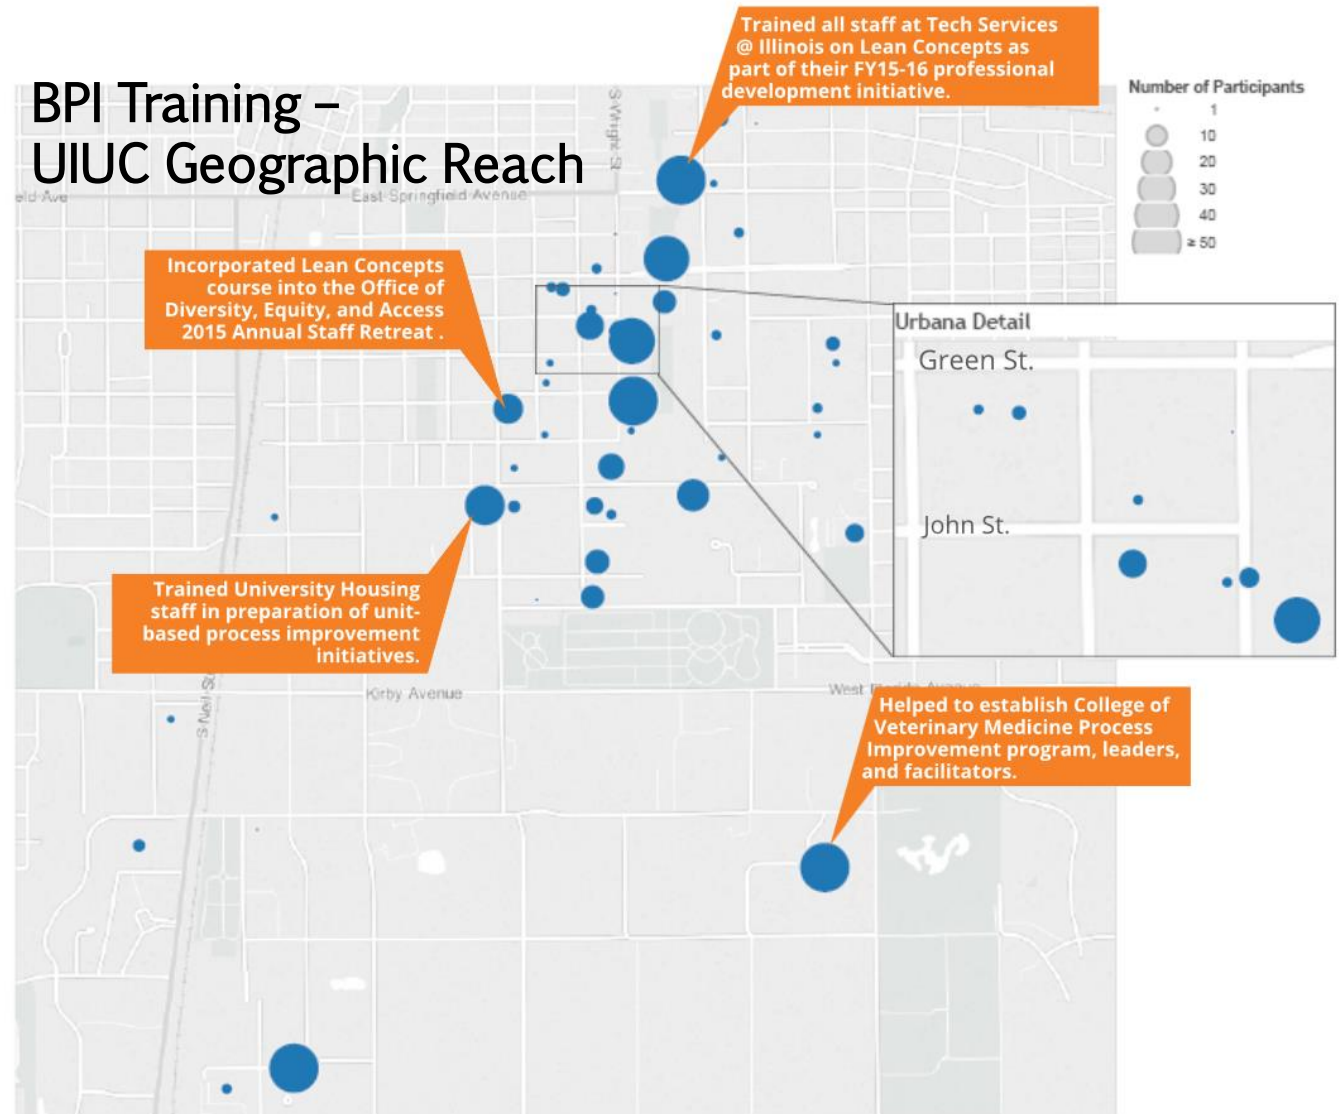 BPI Training –
UIUC Geographic Reach
Trained all staff at Tech Services
@ Illinois on Lean Concepts as
part of their FY15-16 professional
development initiative.
Number of Participants
1
10
20
30
40
≥ 50
S Wright St
East Springfield Avenue
eld Ave
Incorporated Lean Concepts
course into the Office of
Diversity, Equity, and Access
2015 Annual Staff Retreat .
Urbana Detail
Green St.
John St.
Trained University Housing
staff in preparation of unit-
based process improvement
initiatives.
Kirby Avenue
West
Avenue
S Neil St
Helped to establish College of
Veterinary Medicine Process
Improvement program, leaders,
and facilitators.